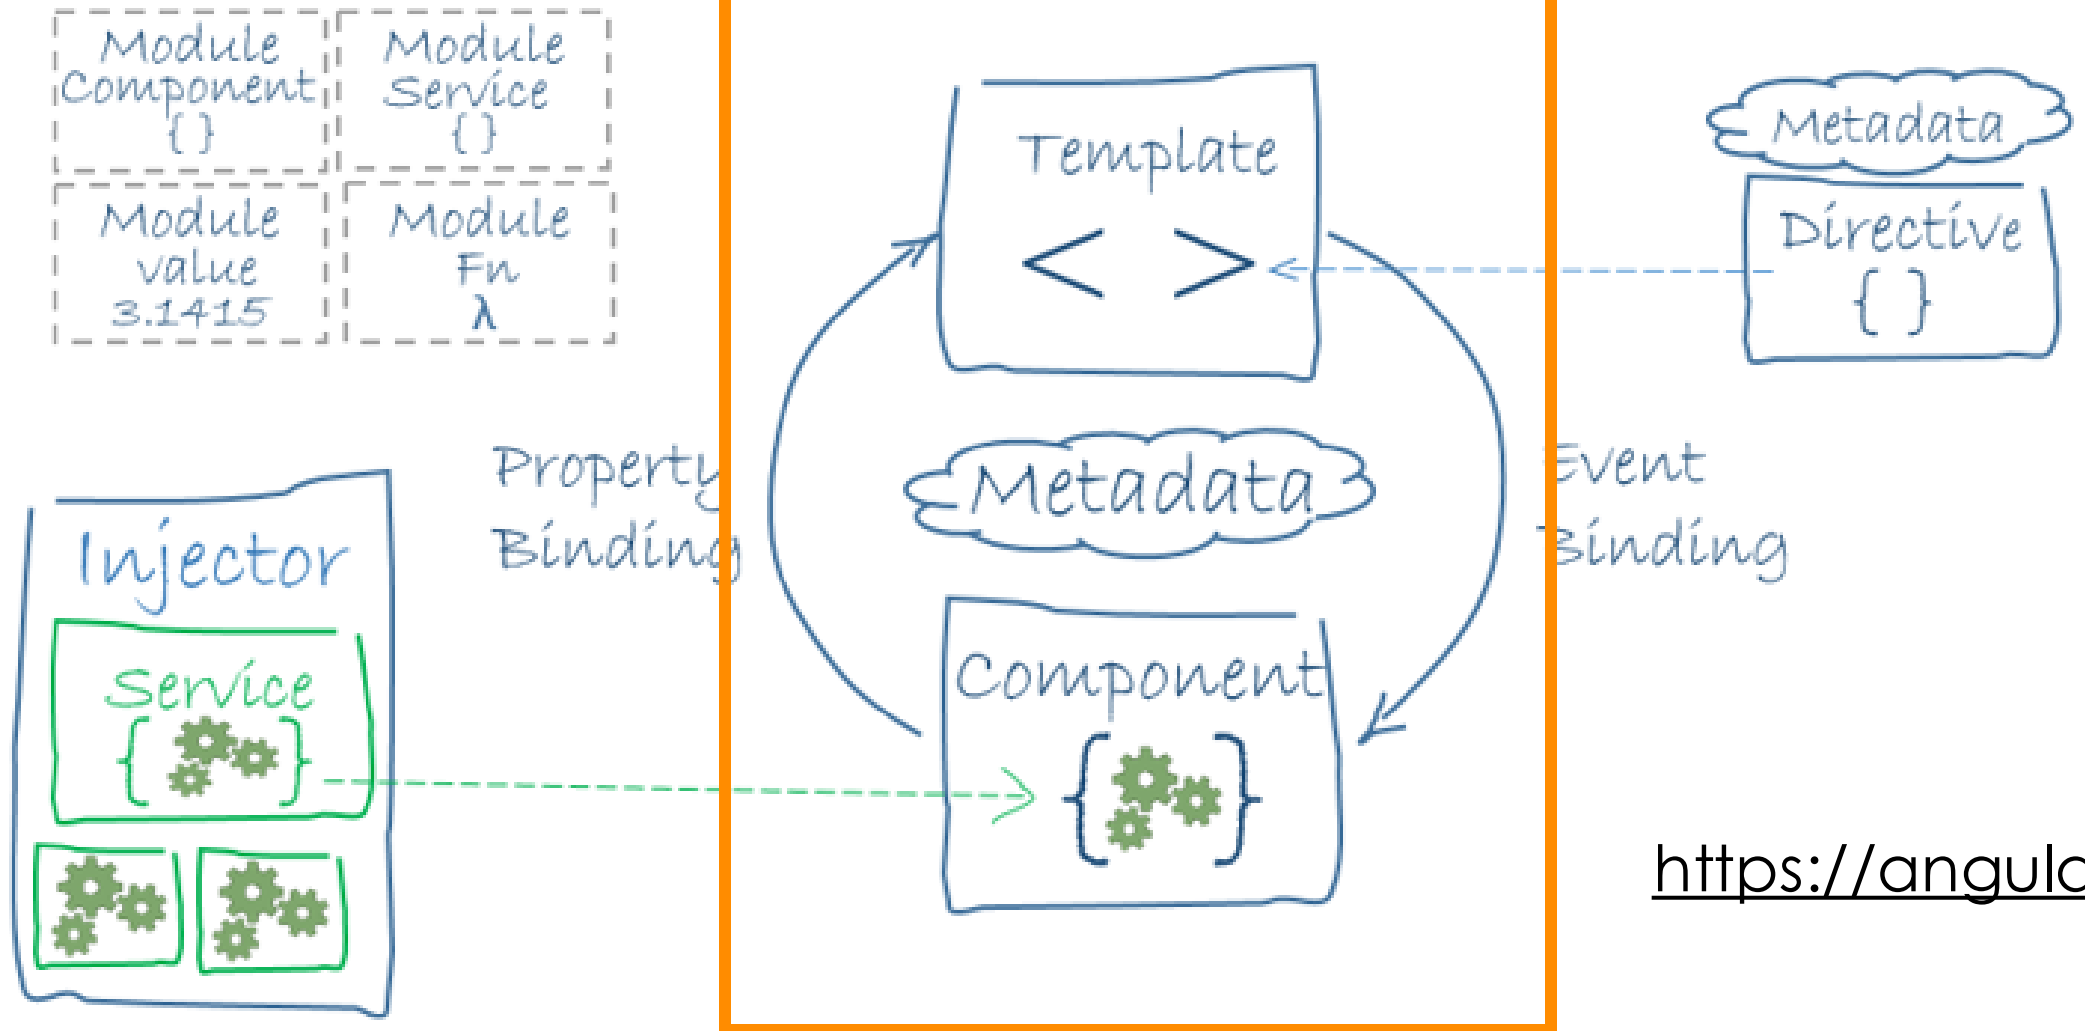 Module
Component
{ }
Module
Service
{ }
Module
value
3.1415
Module
Fn
λ
Template
< >
Metadata
Directive
{ }
Property
Binding
Metadata
Event
Binding
Injector
Service
{ }
Component
{ }
https://angula